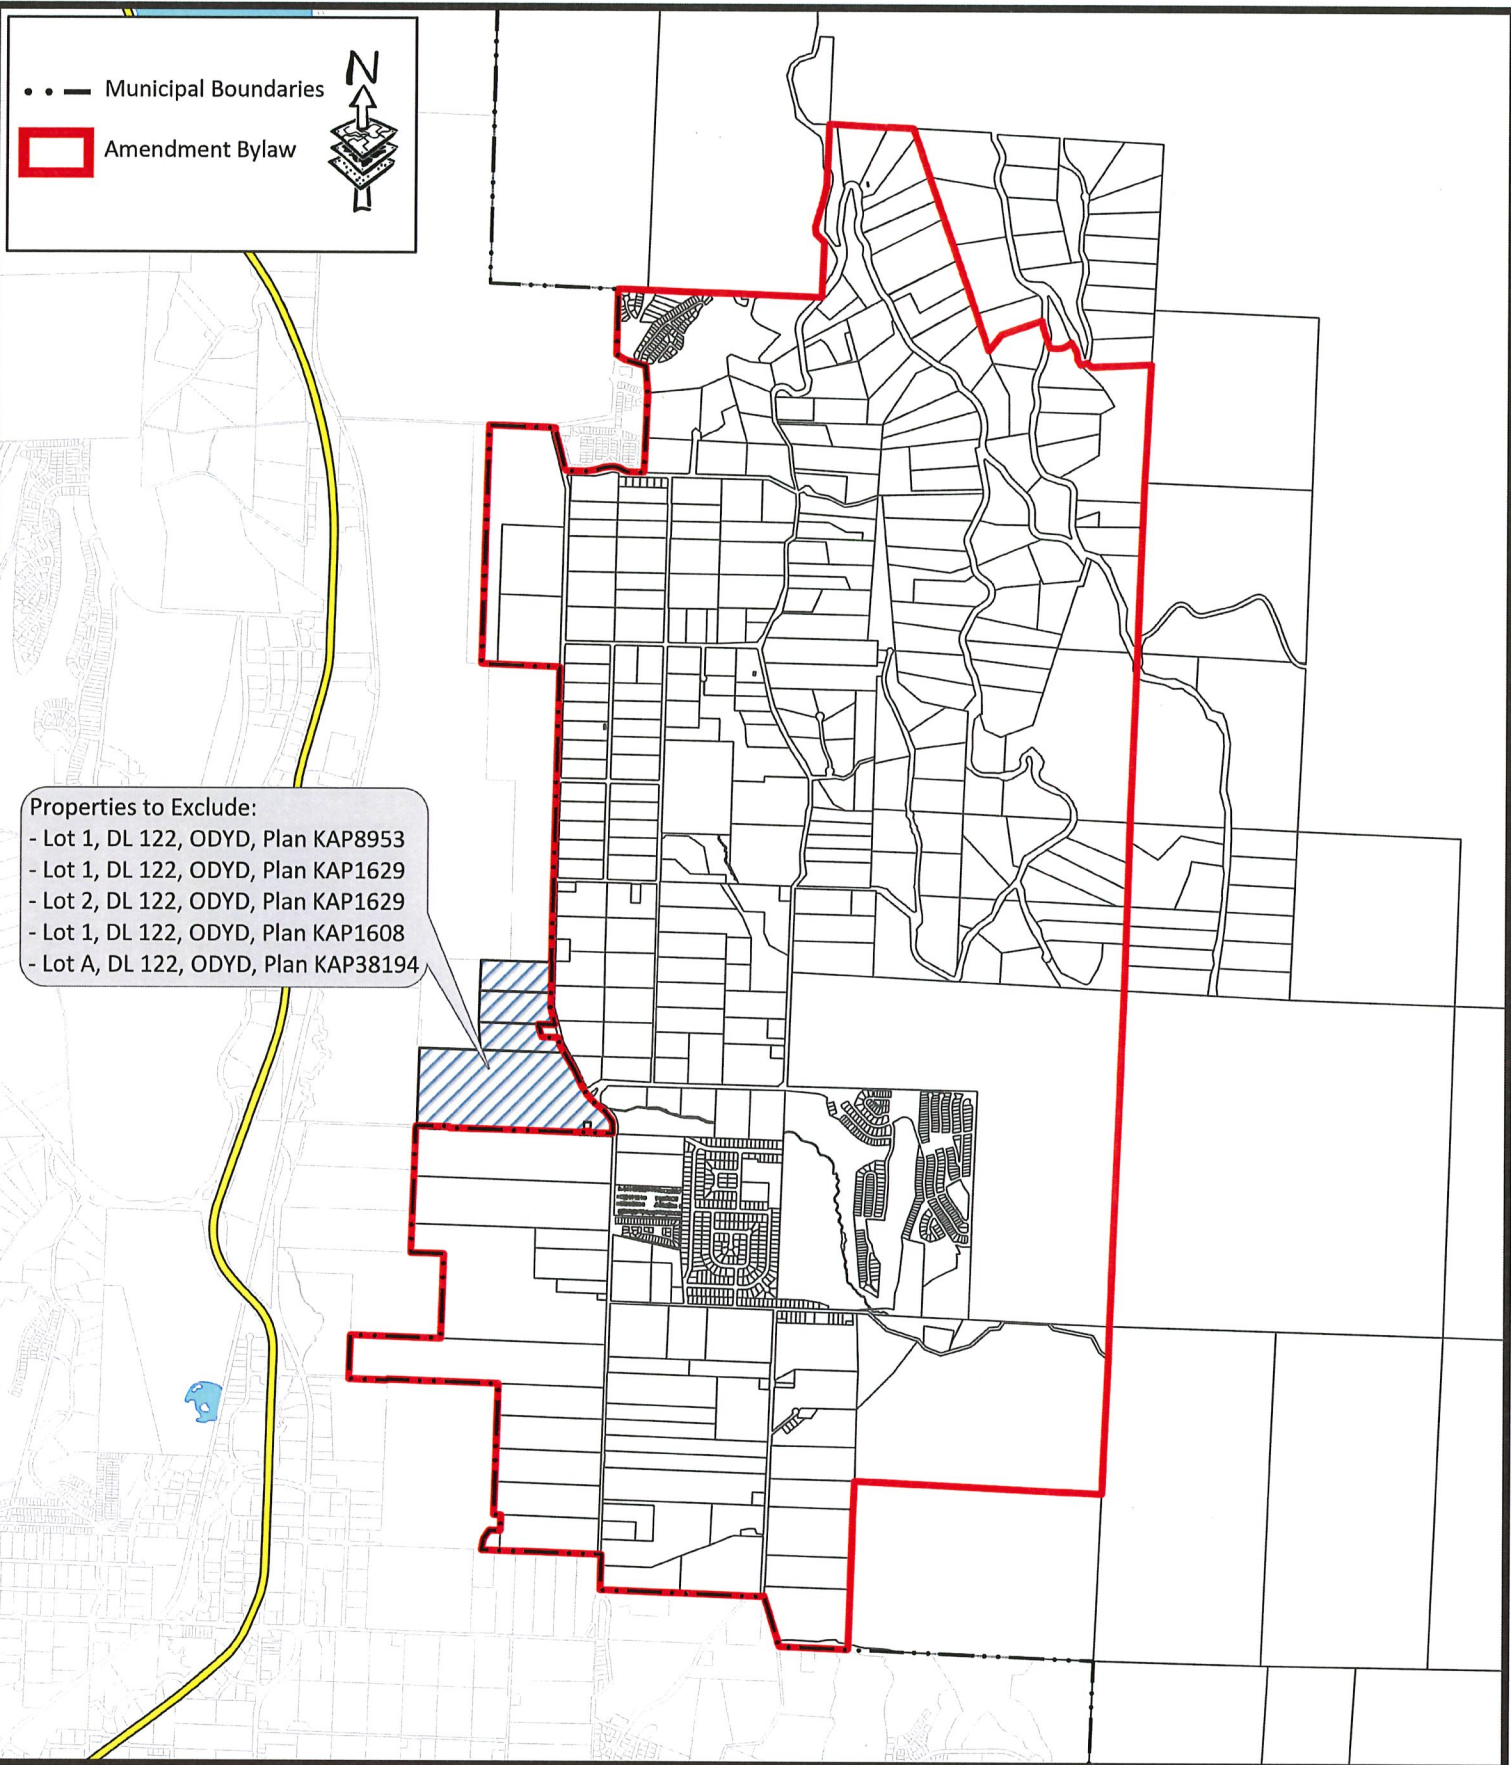 N
Municipal Boundaries
Amendment Bylaw
Properties to Exclude:
- Lot 1, DL 122, ODYD, Plan KAP8953
- Lot 1, DL 122, ODYD, Plan KAP1629
- Lot 2, DL 122, ODYD, Plan KAP1629
- Lot 1, DL 122, ODYD, Plan KAP1608
- Lot A, DL 122, ODYD, Plan KAP38194